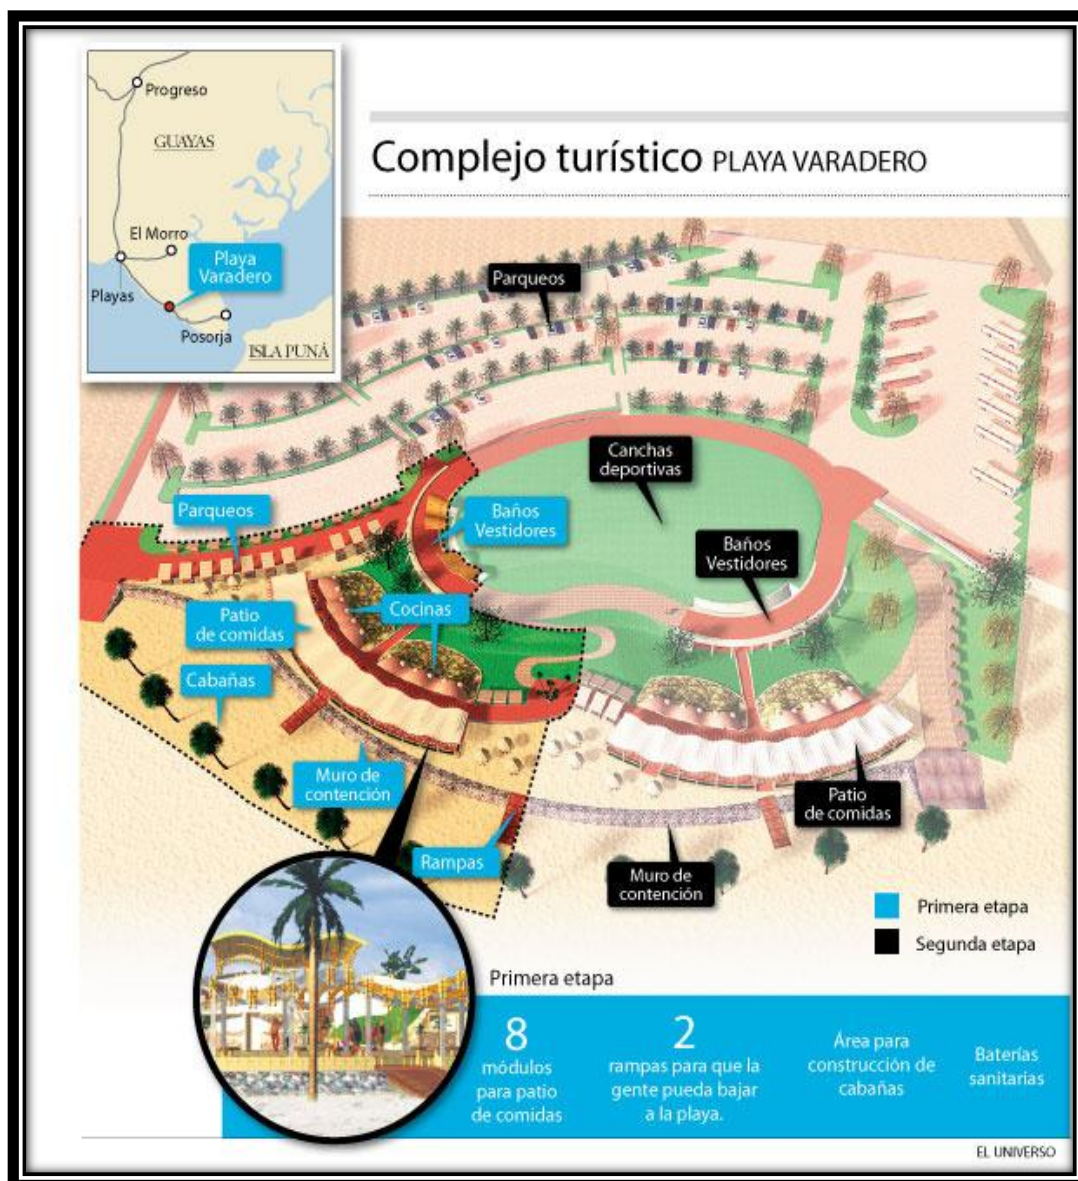 Progreso
GUAYAS
El Morro
Playa
Varadero
Playas
Posorja
ISLA PUNÁ
Complejo turístico PLAYA VARADERO
Parqueos
Canchas
deportivas
Parqueos
Baños
Vestidores
Baños
Vestidores
Cocinas
Patio
de comidas
Cabañas
Muro de
contención
Patio
de comidas
Rampas
Muro de
contención
Primera etapa
Segunda etapa
Primera etapa
8
módulos
para patio
de comidas
2
rampas para que la
gente pueda bajar
a la playa.
Área para
construcción de
cabañas
Baterías
sanitarias
EL UNIVERSO